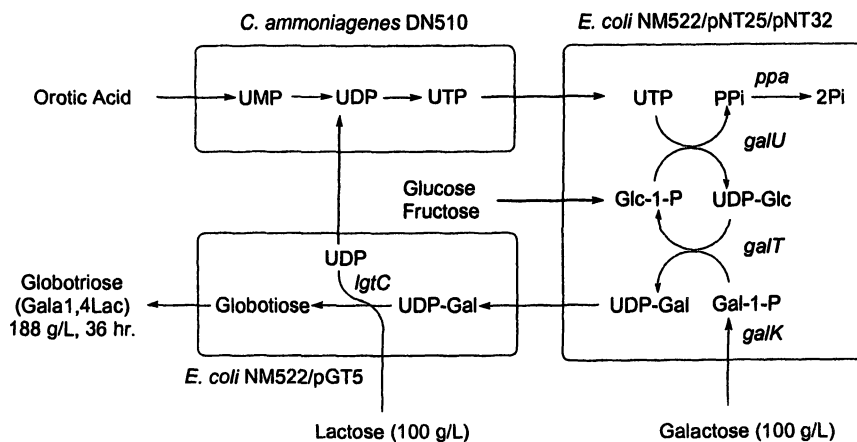 C. ammoniagenes DN510
E. coli NM522/pNT25/pNT32
Orotic Acid
UMP
UDP
UTP
UTP
PPi
ppa
2Pi
galU
Glucose
Fructose
Glc-1-P
UDP-Glc
galT
UDP
lgtC
Globotriose
(Gala1,4Lac)
188 g/L, 36 hr.
Globotiose
UDP-Gal
UDP-Gal
Gal-1-P
galK
E. coli NM522/pGT5
Lactose (100 g/L)
Galactose (100 g/L)